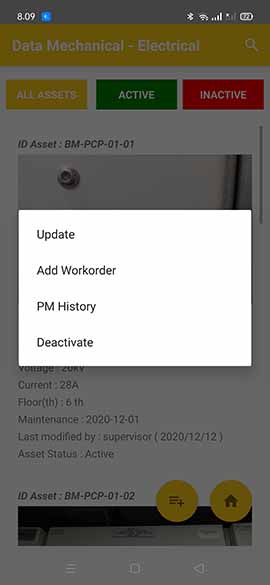 8.09
22
Data Mechanical - Electrical
ALL ASSETS
ACTIVE
INACTIVE
ID Asset : BM-PCP-01-01
Update
Add Workorder
PM History
Deactivate
Voltage : 20kV
Current : 28A
Floor(th) : 6 th
Maintenance : 2020-12-01
Last modified by : supervisor ( 2020/12/12 )
Asset Status : Active
ID Asset : BM-PCP-01-02